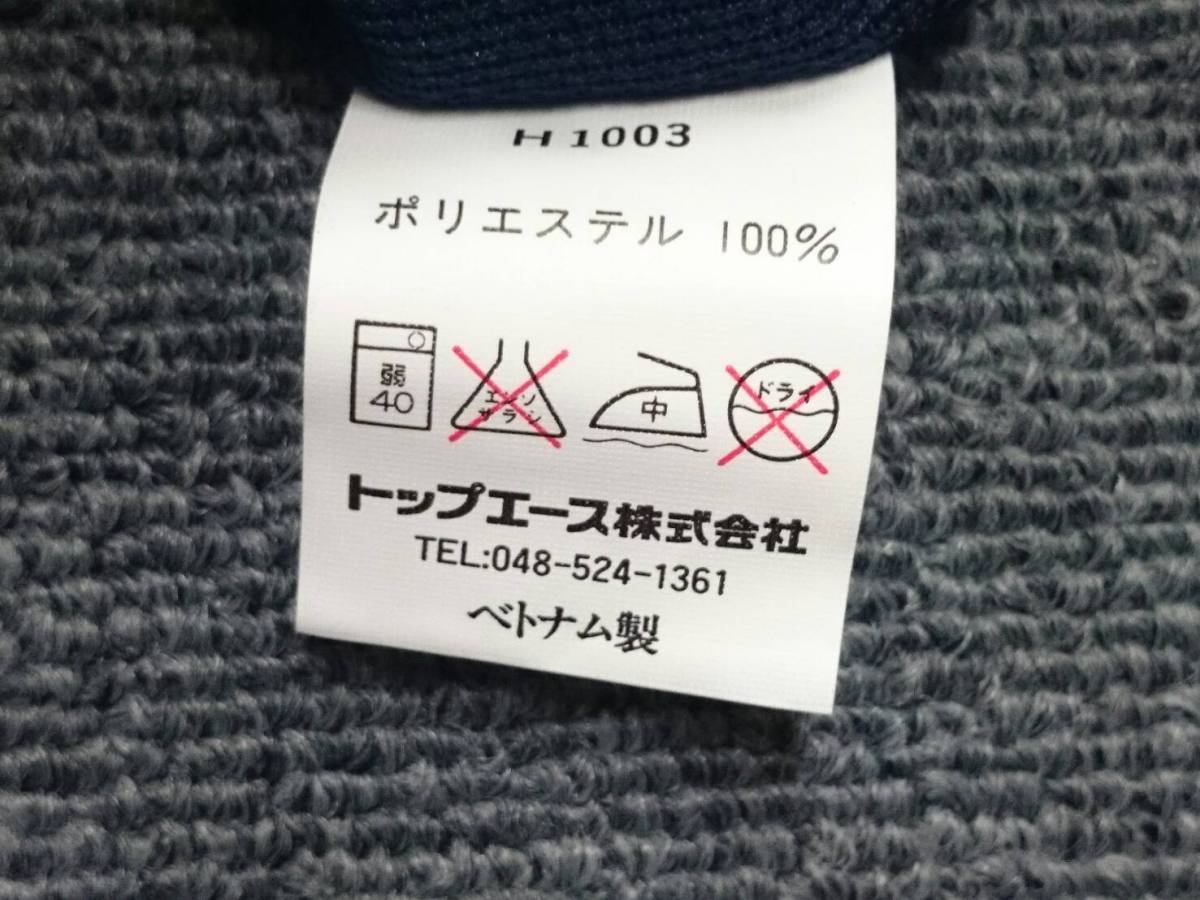 H 1003
ポリエステル 100%
弱
40
エンソ
サラシ
中
ドライ
トップエース株式会社
TEL:048-524-1361
ベトナム製